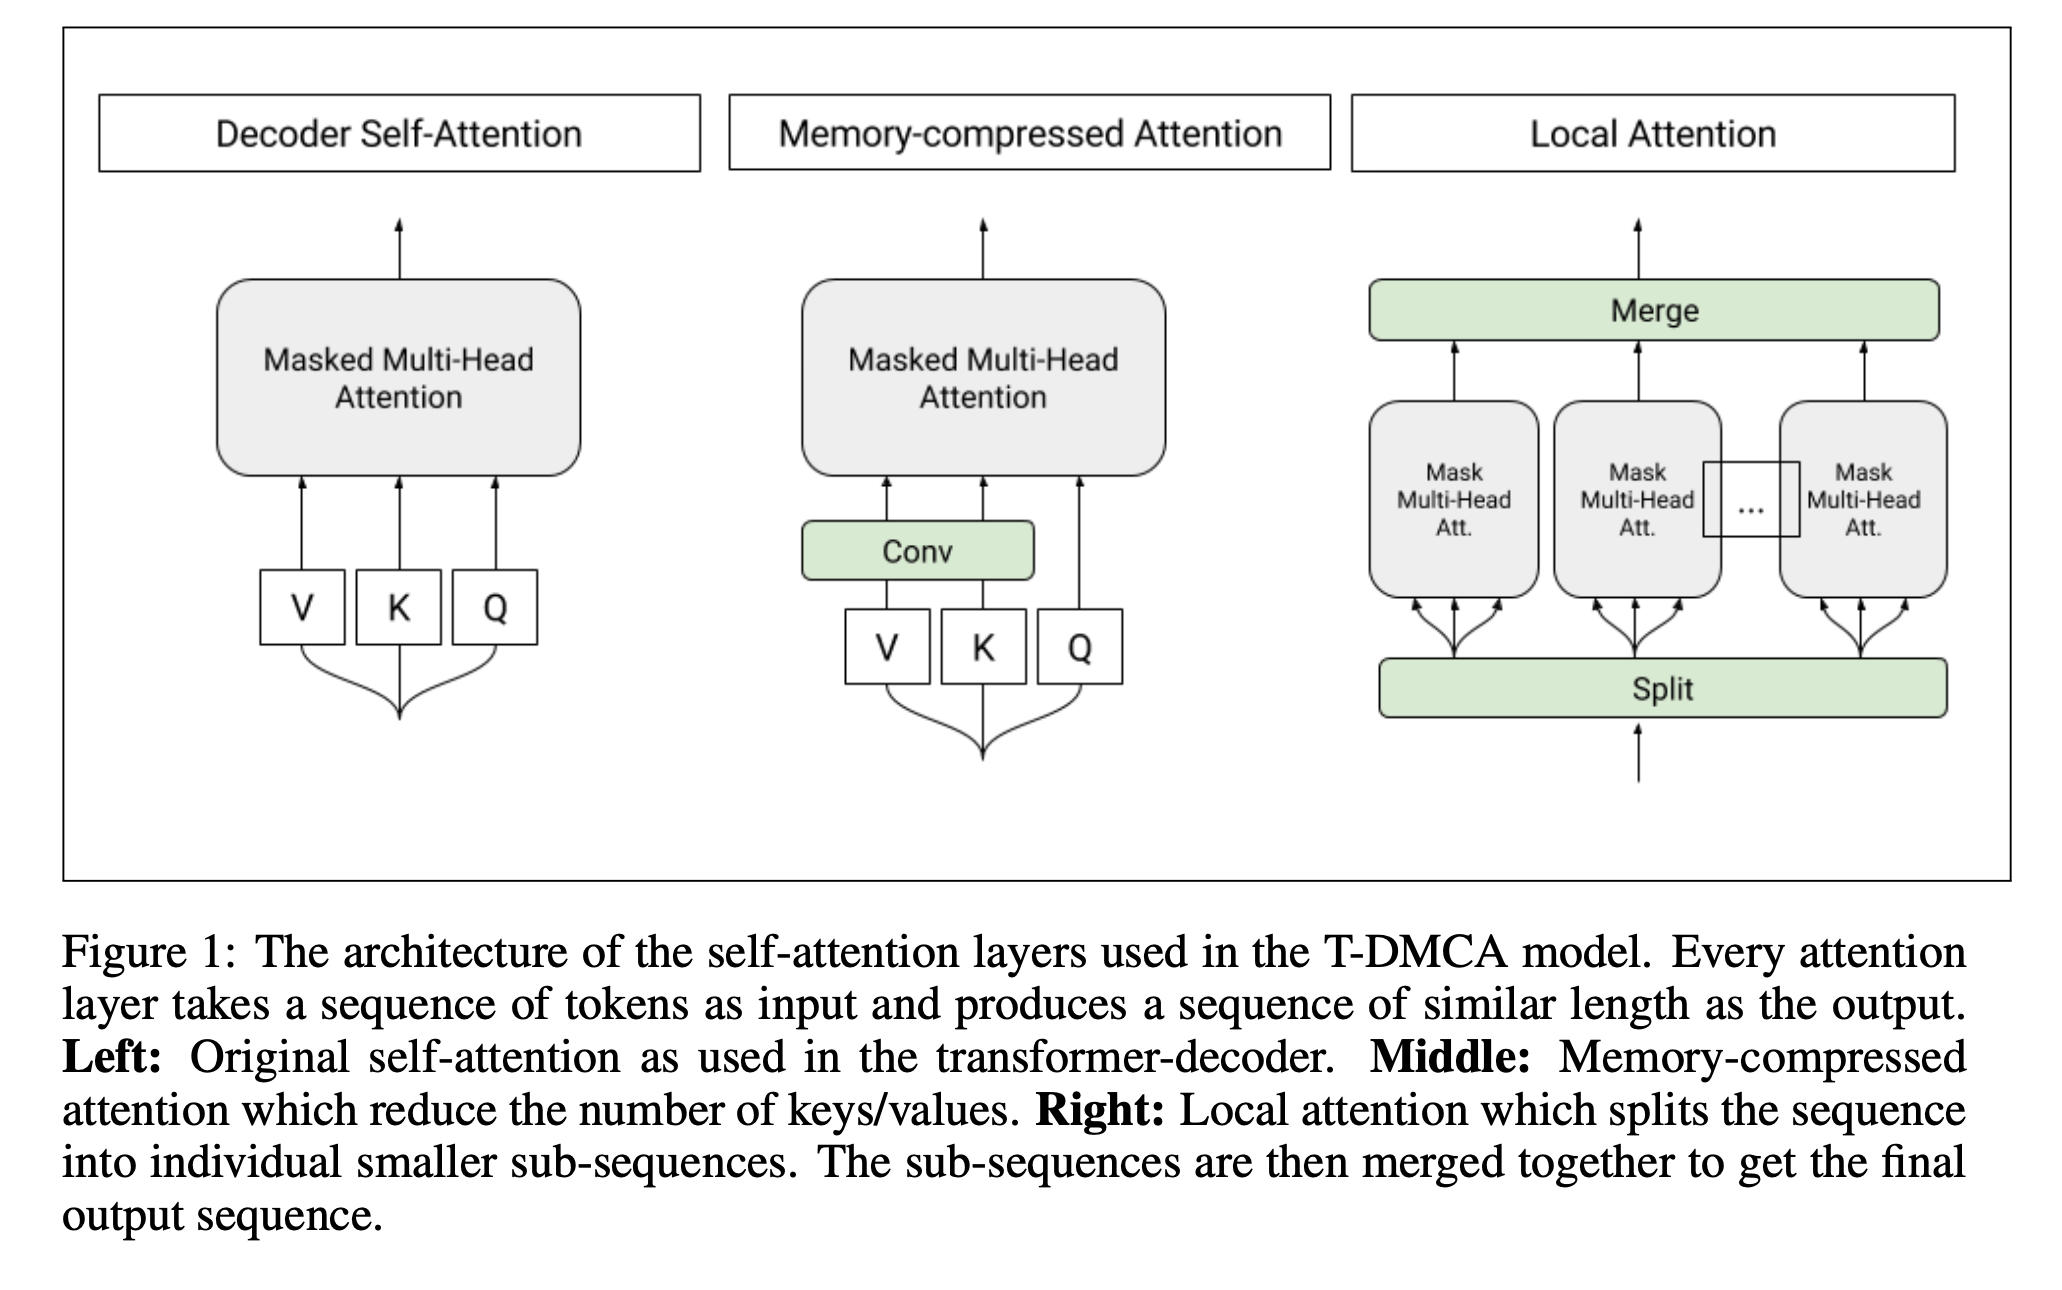 Decoder Self-Attention
Memory-compressed Attention
Local Attention
Masked Multi-Head
Attention
V K Q
Masked Multi-Head
Attention
Conv
V K Q
Merge
Mask
Multi-Head
Att.
Mask
Multi-Head
Att.
...
Mask
Multi-Head
Att.
Split
Figure 1: The architecture of the self-attention layers used in the T-DMCA model. Every attention
layer takes a sequence of tokens as input and produces a sequence of similar length as the output.
Left: Original self-attention as used in the transformer-decoder. Middle: Memory-compressed
attention which reduce the number of keys/values. Right: Local attention which splits the sequence
into individual smaller sub-sequences. The sub-sequences are then merged together to get the final
output sequence.